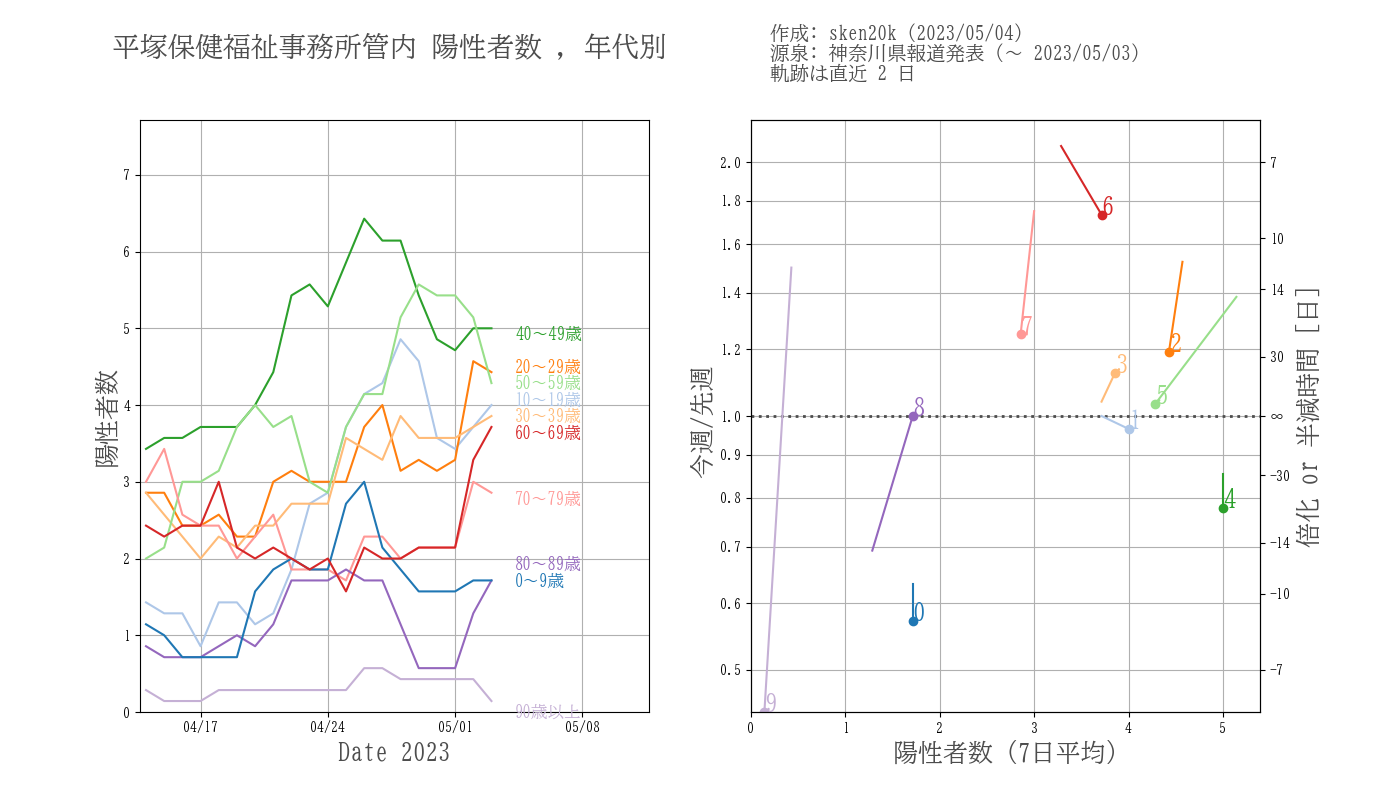 平塚保健福祉事務所管内 陽性者数 , 年代別
作成: sken20k (2023/05/04)
源泉: 神奈川県報道発表 (～ 2023/05/03)
軌跡は直近 2 日
陽性者数
7
6
5
4
3
2
1
0
40～49歳
20～29歳
50～59歳
10～19歳
30～39歳
60～69歳
70～79歳
80～89歳
0～9歳
90歳以上
04/17
04/24
05/01
05/08
Date 2023
今週/先週
2.0
1.8
1.6
1.4
1.2
1.0
0.9
0.8
0.7
0.6
0.5
6
7
2
3
5
8
1
4
0
9
7
10
14
30
∞
-30
-14
-10
-7
倍化 or 半減時間 [日]
0
1
2
3
4
5
陽性者数 (7日平均)